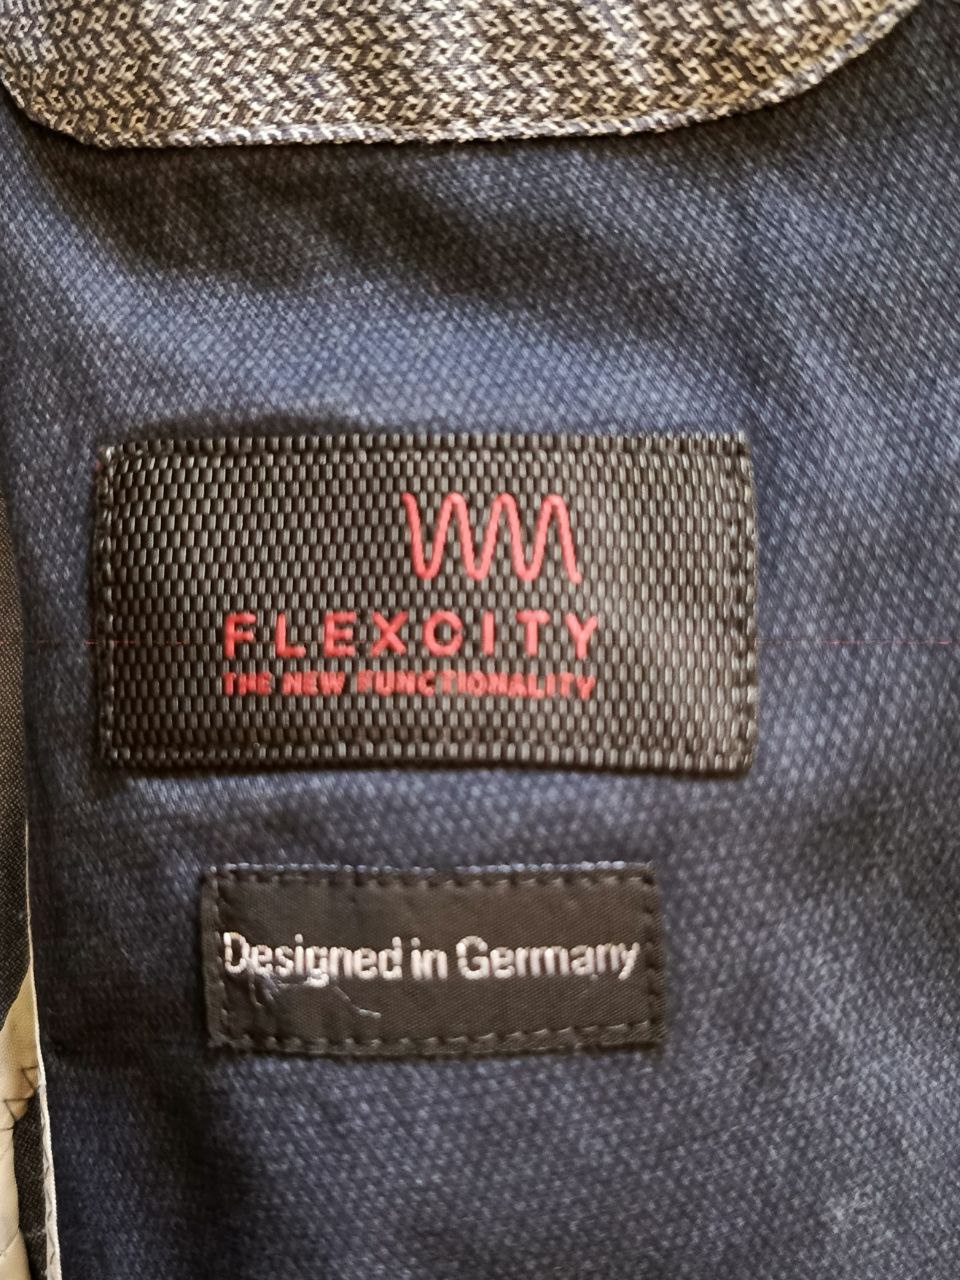 FLEXCITY
THE NEW FUNCTIONALITY
Designed in Germany